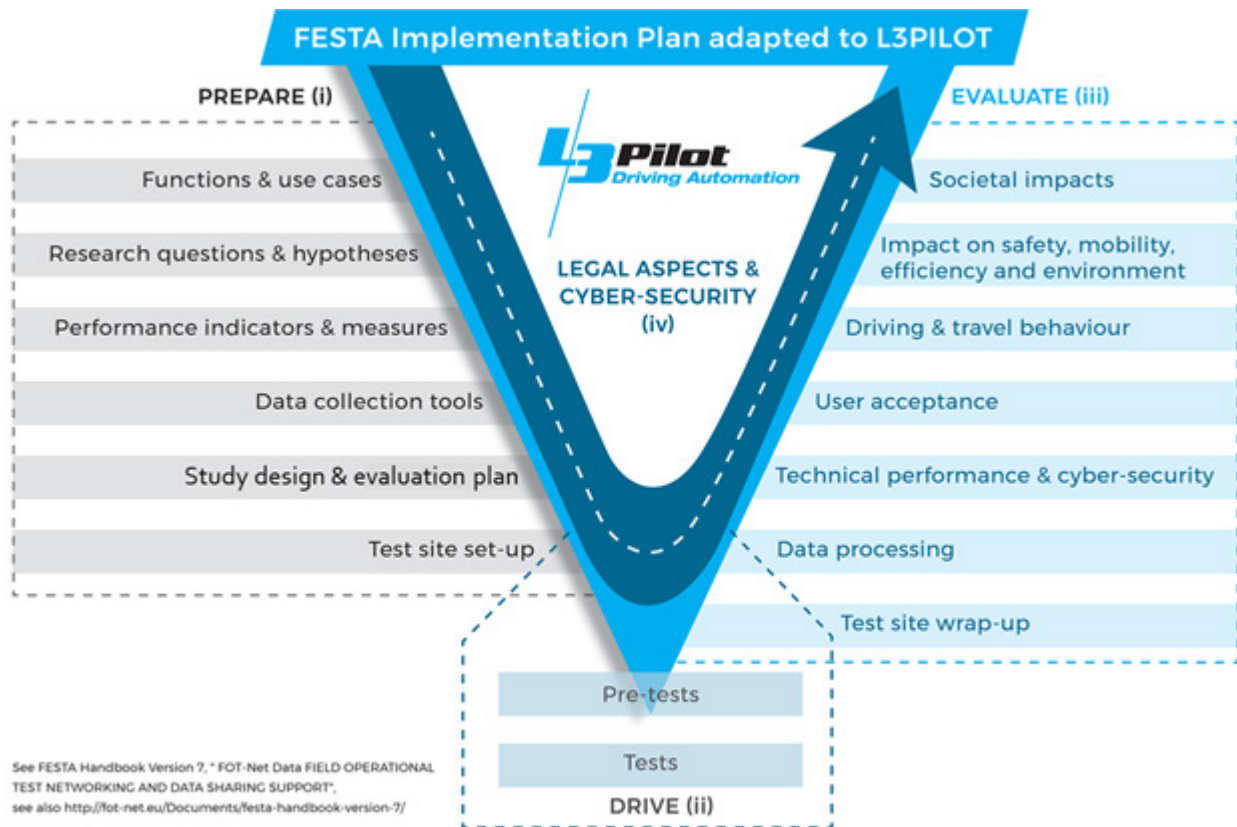 FESTA Implementation Plan adapted to L3PILOT
PREPARE (i)
Functions & use cases
Research questions & hypotheses
Performance indicators & measures
Data collection tools
Study design & evaluation plan
Test site set-up
L3Pilot
Driving Automation
LEGAL ASPECTS &
CYBER-SECURITY
(iv)
EVALUATE (iii)
Societal impacts
Impact on safety, mobility,
efficiency and environment
Driving & travel behaviour
User acceptance
Technical performance & cyber-security
Data processing
Test site wrap-up
Pre-tests
Tests
DRIVE (ii)
See FESTA Handbook Version 7, " FOT-Net Data FIELD OPERATIONAL
TEST NETWORKING AND DATA SHARING SUPPORT",
see also http://fot-net.eu/Documents/festa-handbook-version-7/